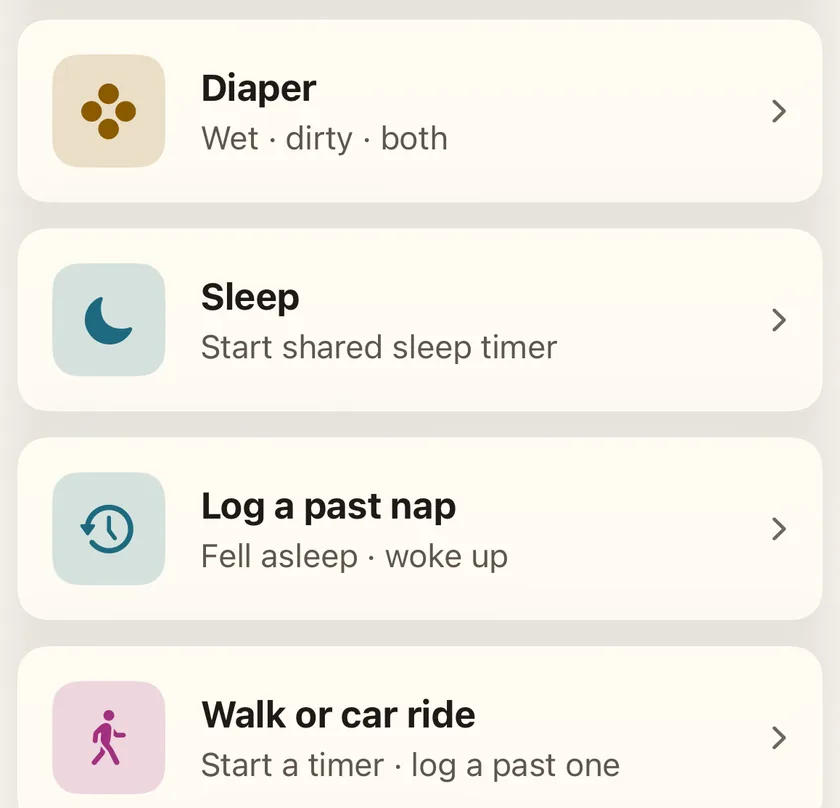 Diaper
Wet · dirty · both
Sleep
Start shared sleep timer
Log a past nap
Fell asleep · woke up
Walk or car ride
Start a timer · log a past one